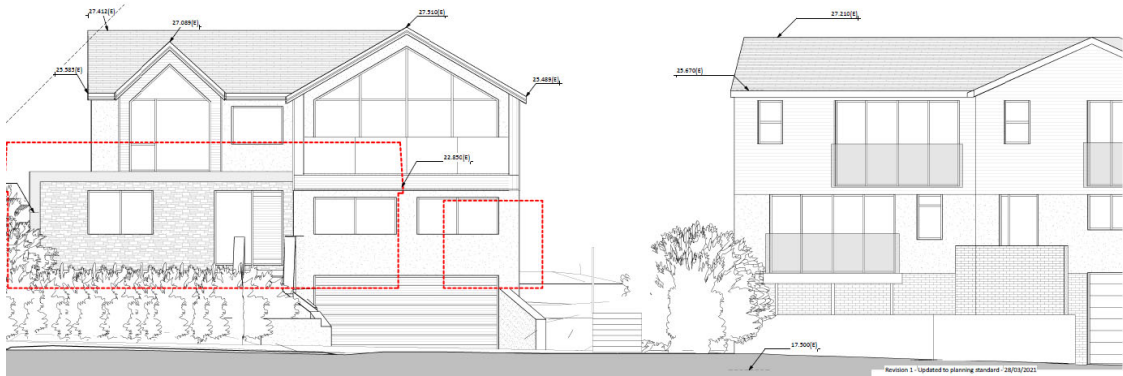 27.412(E)
27.089(E)
27.510(E)
25.585(E)
25.489(E)
22.850(E)
27.210(E)
25.670(E)
17.500(E)
Revision 1 - Updated to planning standard - 28/03/2021